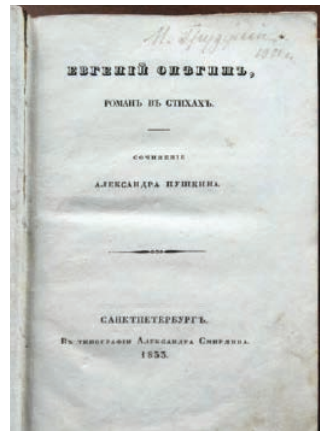 ЕВГЕНІЙ ОНѢГИНЪ,
РОМАНЪ ВЪ СТИХАХЪ.
СОЧИНЕНІЕ
АЛЕКСАНДРА ПУШКИНА.
САНКТПЕТЕРБУРГЪ.
Въ типографіи Александра Смирдина.
1833.